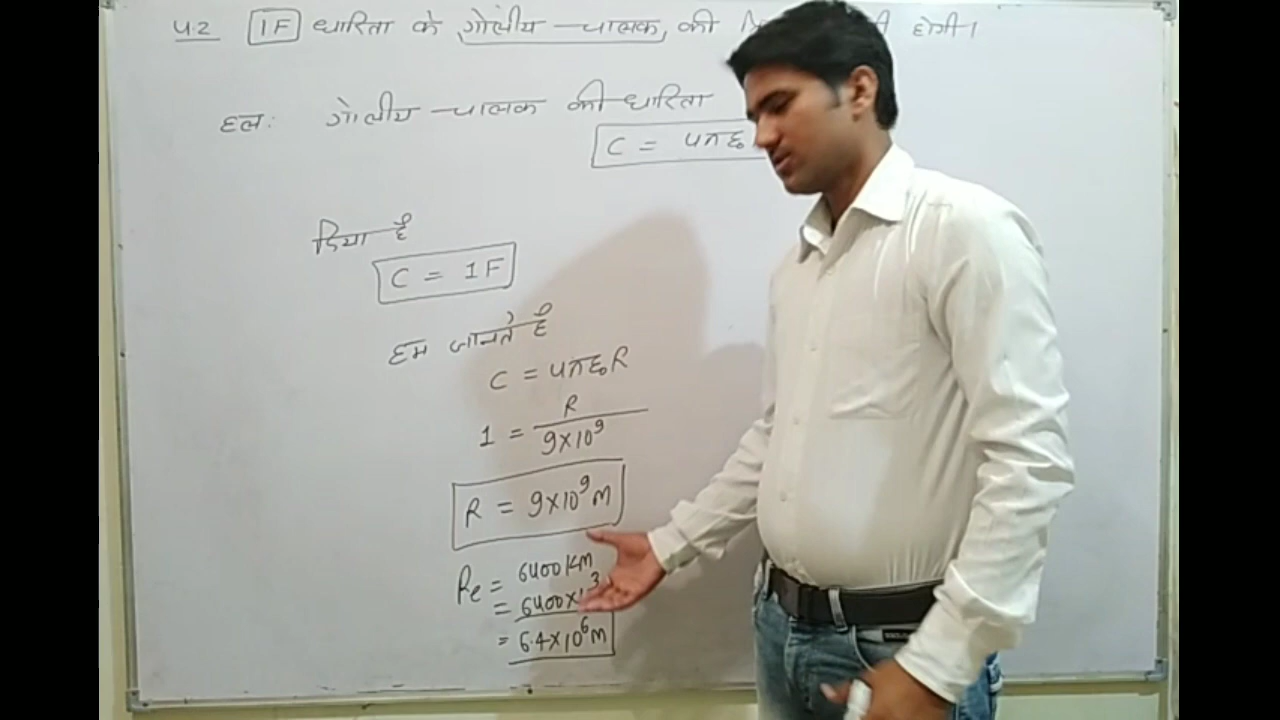 प्र2 1F धारिता के गोलीय चालक, की होगी।
हल: गोलीय चालक की धारिता
C = 4πε₀
दिया है
C = 1F
हम जानते है
C = 4πε₀R
1 = R / 9×10⁹
R = 9×10⁹ m
Re = 6400 Km
= 6400×10³
= 6.4×10⁶ m